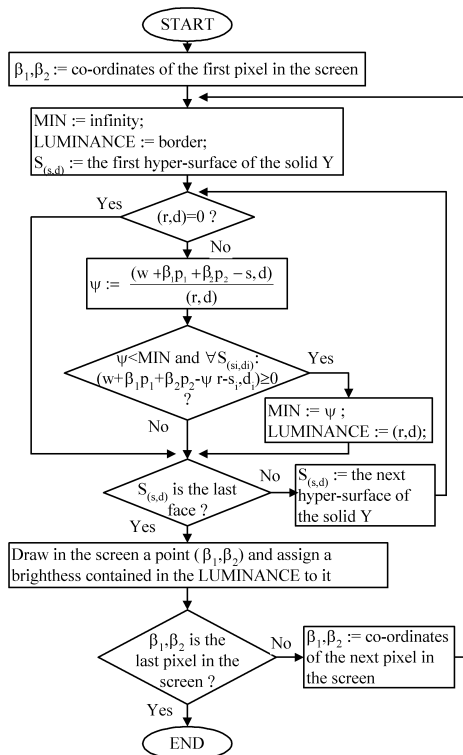 START
β₁,β₂ := co-ordinates of the first pixel in the screen
MIN := infinity;
LUMINANCE := border;
S₍s,d₎ := the first hyper-surface of the solid Y
Yes
(r,d)=0 ?
No
ψ := (w +β₁p₁ +β₂p₂ – s, d)
(r, d)
ψ<MIN and ∀S(si,di):
(w+β₁p₁+β₂p₂-ψ r-sᵢ,dᵢ)≥0
?
Yes
No
MIN := ψ ;
LUMINANCE := (r,d);
S(s,d) is the last
face ?
No
Yes
S(s,d) := the next
hyper-surface of
the solid Y
Draw in the screen a point (β₁,β₂) and assign a
brighthess contained in the LUMINANCE to it
β₁,β₂ is the
last pixel in the
screen ?
No
Yes
β₁,β₂ := co-ordinates
of the next pixel in
the screen
END